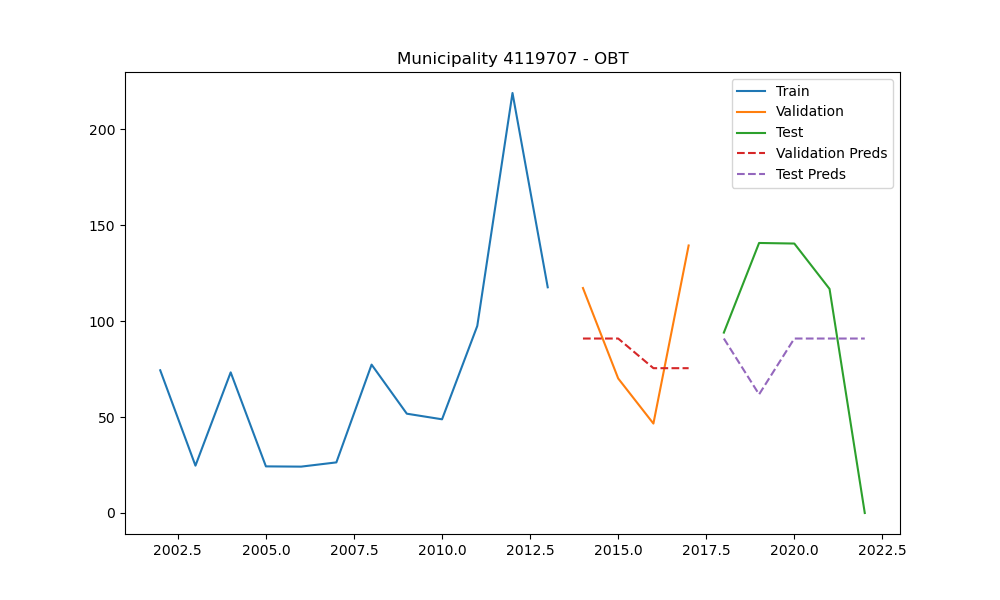 Municipality 4119707 - OBT
Train
Validation
Test
Validation Preds
Test Preds
200
150
100
50
0
2002.5 2005.0 2007.5 2010.0 2012.5 2015.0 2017.5 2020.0 2022.5